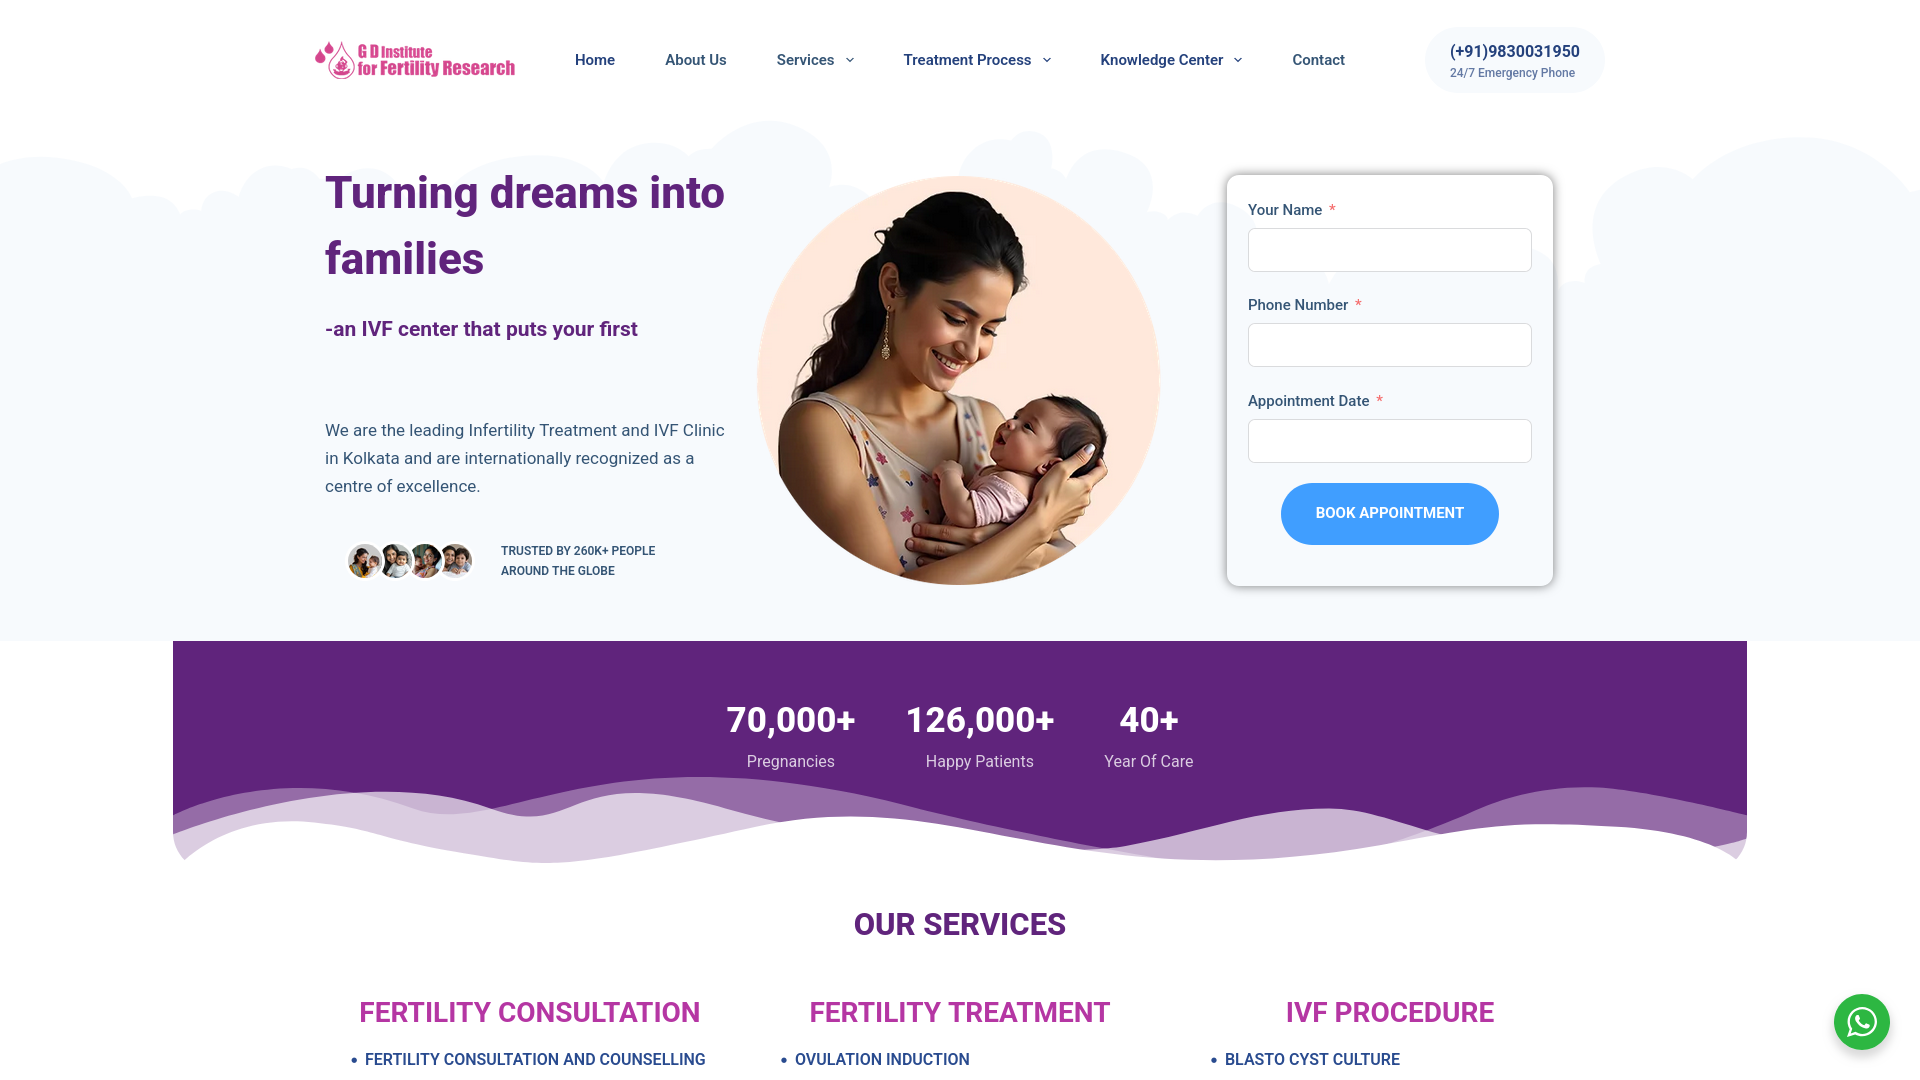 G D Institute
for Fertility Research
Home
About Us
Services
Treatment Process
Knowledge Center
Contact
(+91)9830031950
24/7 Emergency Phone
Turning dreams into
families
-an IVF center that puts your first
We are the leading Infertility Treatment and IVF Clinic
in Kolkata and are internationally recognized as a
centre of excellence.
TRUSTED BY 260K+ PEOPLE
AROUND THE GLOBE
Your Name *
Phone Number *
Appointment Date *
BOOK APPOINTMENT
70,000+
Pregnancies
126,000+
Happy Patients
40+
Year Of Care
OUR SERVICES
FERTILITY CONSULTATION
• FERTILITY CONSULTATION AND COUNSELLING
FERTILITY TREATMENT
• OVULATION INDUCTION
IVF PROCEDURE
• BLASTO CYST CULTURE